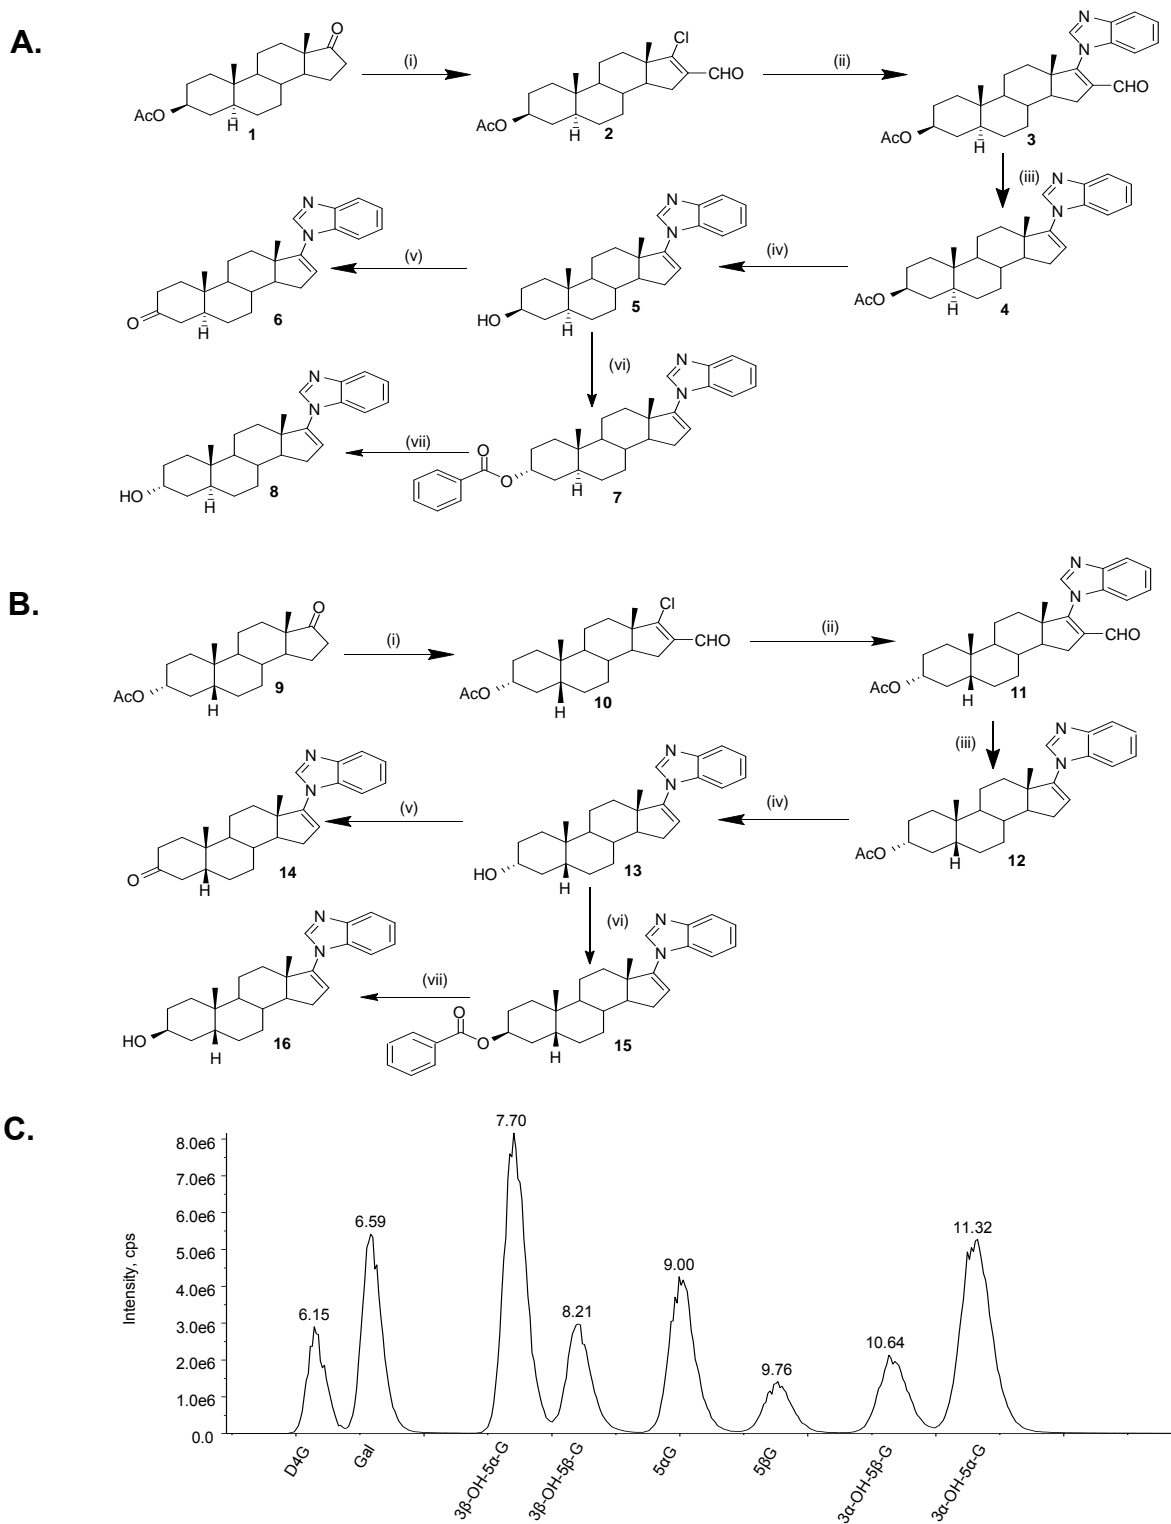 A.
O
AcO
H
1
(i)
Cl
CHO
AcO
H
2
(ii)
N
N
CHO
AcO
H
3
(iii)
N
N
AcO
H
4
(iv)
N
N
HO
H
5
(v)
N
N
O
H
6
(vi)
N
N
O
O
H
7
(vii)
N
N
HO
H
8
B.
O
AcO
H
9
(i)
Cl
CHO
AcO
H
10
(ii)
N
N
CHO
AcO
H
11
(iii)
N
N
AcO
H
12
(iv)
N
N
HO
H
13
(v)
N
N
O
H
14
(vi)
N
N
O
O
H
15
(vii)
N
N
HO
H
16
C.
Intensity, cps
8.0e6
7.0e6
6.0e6
5.0e6
4.0e6
3.0e6
2.0e6
1.0e6
0.0
6.15
6.59
7.70
8.21
9.00
9.76
10.64
11.32
D4G
Gal
3β-OH-5α-G
3β-OH-5β-G
5αG
5βG
3α-OH-5β-G
3α-OH-5α-G